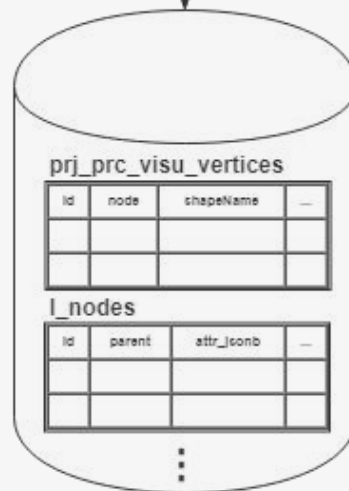 prj_prc_visu_vertices
id node shapeName ...
l_nodes
id parent attr_jsonb ...